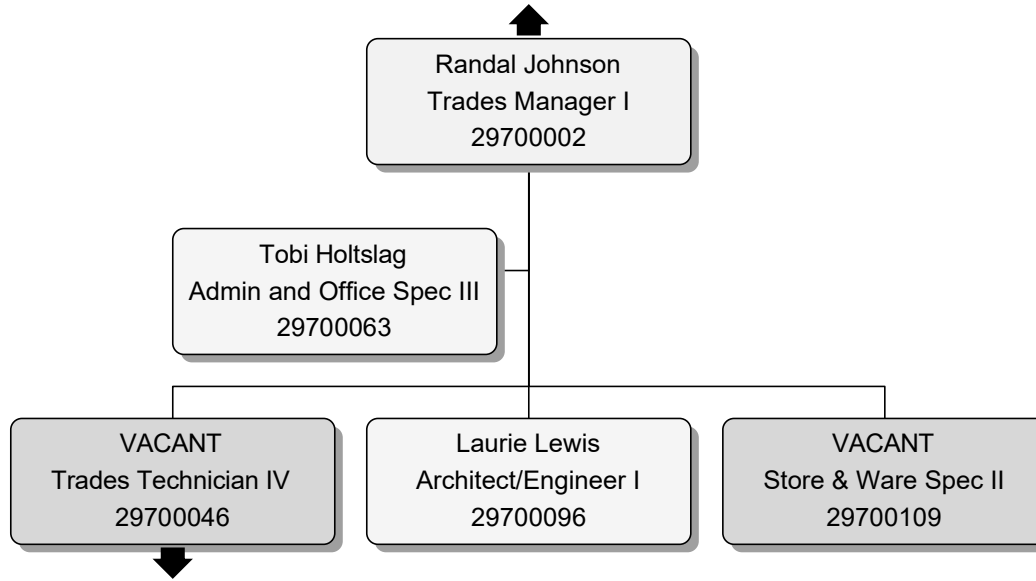 Randal Johnson
Trades Manager I
29700002
Tobi Holtslag
Admin and Office Spec III
29700063
VACANT
Trades Technician IV
29700046
Laurie Lewis
Architect/Engineer I
29700096
VACANT
Store & Ware Spec II
29700109